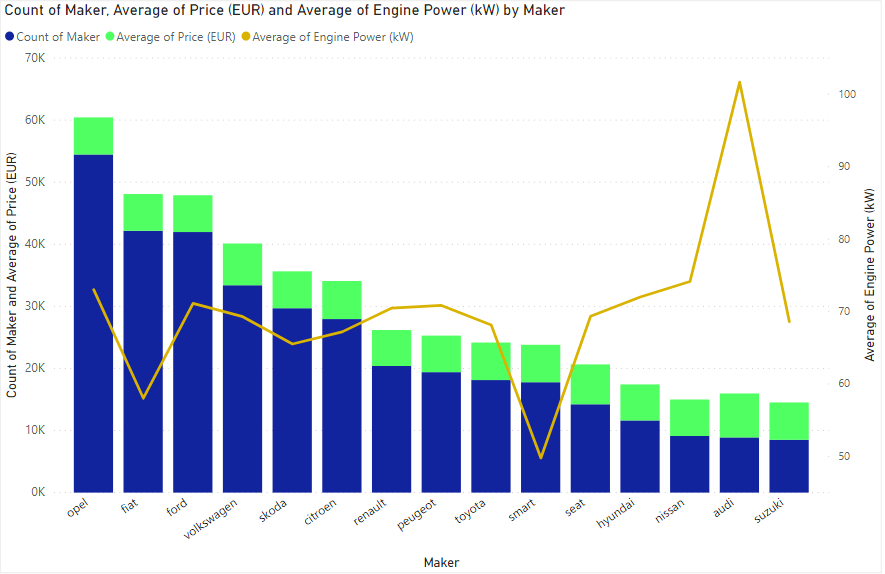 Count of Maker, Average of Price (EUR) and Average of Engine Power (kW) by Maker
Count of Maker Average of Price (EUR) Average of Engine Power (kW)
Count of Maker and Average of Price (EUR)
70K
60K
50K
40K
30K
20K
10K
0K
100
90
80
70
60
50
Average of Engine Power (kW)
opel fiat ford volkswagen skoda citroen renault peugeot toyota smart seat hyundai nissan audi suzuki
Maker